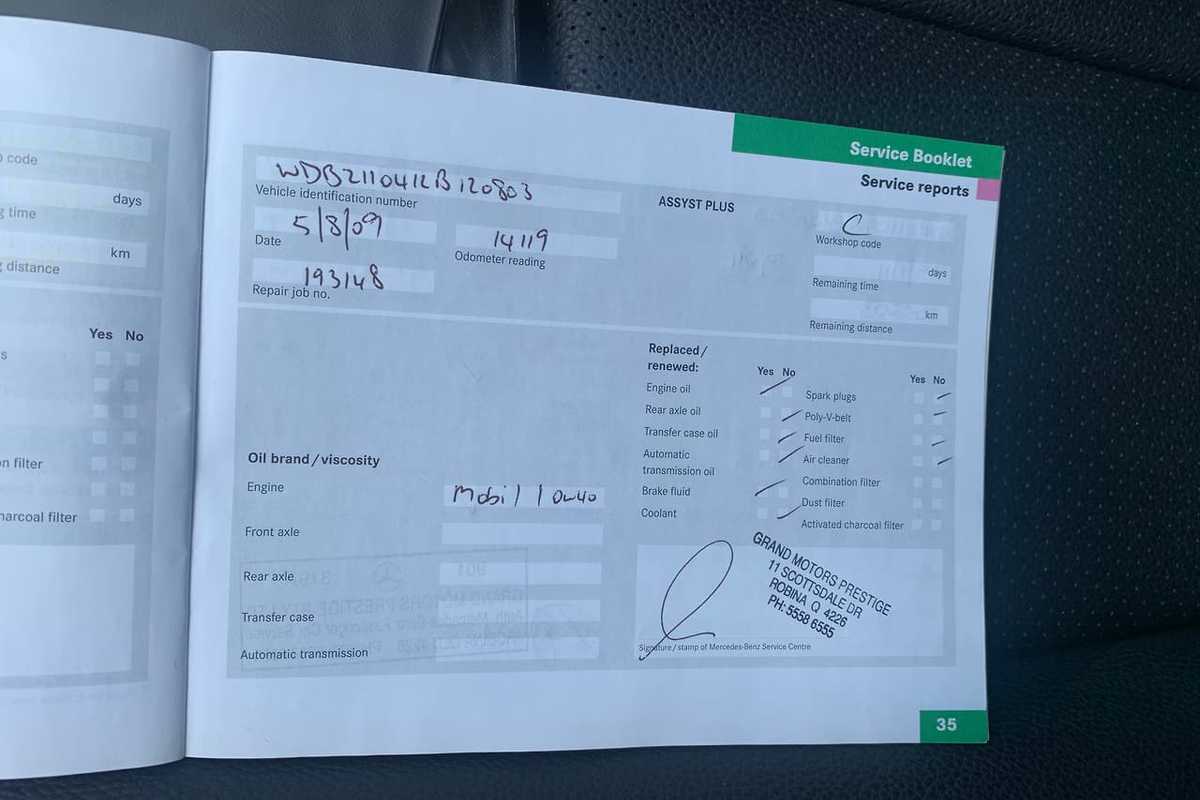 code
days
time
km
distance
Yes No
s
n filter
harcoal filter
Service Booklet
Service reports
WDB2110412B120803
Vehicle identification number
5/8/09
Date
14119
Odometer reading
193148
Repair job no.
ASSYST PLUS
C
Workshop code
days
Remaining time
km
Remaining distance
Oil brand/viscosity
Engine
Mobil 1 0w40
Front axle
Rear axle
Transfer case
Automatic transmission
Replaced/
renewed:
Yes No
Engine oil
Rear axle oil
Transfer case oil
Automatic
transmission oil
Brake fluid
Coolant
Yes No
Spark plugs
Poly-V-belt
Fuel filter
Air cleaner
Combination filter
Dust filter
Activated charcoal filter
GRAND MOTORS PRESTIGE
11 SCOTTSDALE DR
ROBINA Q 4226
PH: 5558 6555
Signature/stamp of Mercedes-Benz Service Centre
35